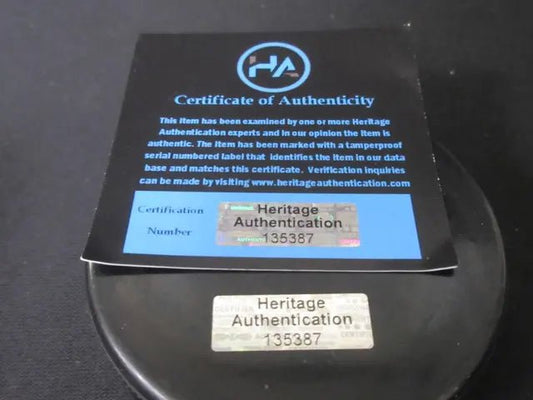 HA
Certificate of Authenticity
This item has been examined by one or more Heritage
Authentication experts and in our opinion the item is
authentic. The item has been marked with a tamperproof
serial numbered label that identifies the item in our data
base and matches this certificate. Verification inquiries
can be made by visiting www.heritageauthentication.com
Certification
Number
Heritage
Authentication
135387
AUTHENTIC
Heritage
Authentication
135387